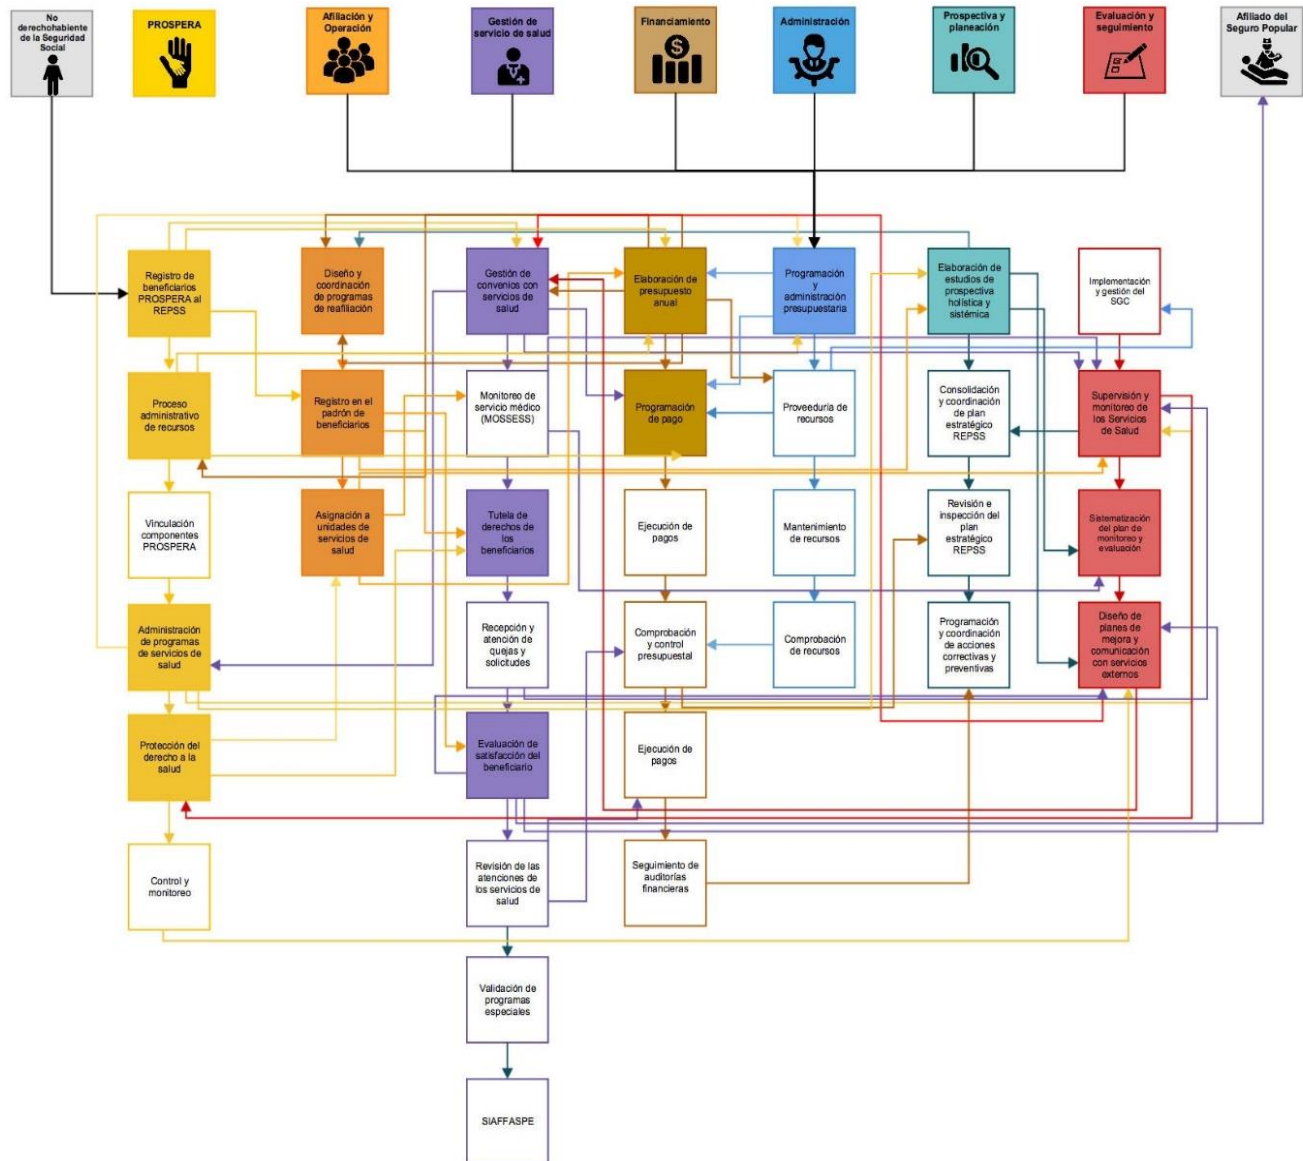 No
derechohabiente
de la Seguridad
Social
PROSPERA
Afiliación y
Operación
Gestión de
servicio de salud
Financiamiento
$
Administración
Prospectiva y
planeación
Evaluación y
seguimiento
Afiliado del
Seguro Popular
Registro de
beneficiarios
PROSPERA al
REPSS
Diseño y
coordinación
de programas
de reafiliación
Gestión de
convenios con
servicios de
salud
Elaboración de
presupuesto
anual
Programación
y
administración
presupuestaria
Elaboración de
estudios de
prospectiva
holística y
sistémica
Implementación
y gestión del
SGC
Proceso
administrativo
de recursos
Registro en el
padrón de
beneficiarios
Monitoreo de
servicio médico
(MOSSESS)
Programación
de pago
Proveeduría de
recursos
Consolidación
y coordinación
de plan
estratégico
REPSS
Supervisión y
monitoreo de
los Servicios
de Salud
Vinculación
componentes
PROSPERA
Asignación a
unidades de
servicios de
salud
Tutela de
derechos de
los
beneficiarios
Ejecución de
pagos
Mantenimiento
de recursos
Revisión e
inspección del
plan
estratégico
REPSS
Sistematización
del plan de
monitoreo y
evaluación
Administración
de programas
de servicios de
salud
Recepción y
atención de
quejas y
solicitudes
Comprobación
y control
presupuestal
Comprobación
de recursos
Programación
y coordinación
de acciones
correctivas y
preventivas
Diseño de
planes de
mejora y
comunicación
con servicios
externos
Protección del
derecho a la
salud
Evaluación de
satisfacción del
beneficiario
Ejecución de
pagos
Control y
monitoreo
Revisión de las
atenciones de
los servicios de
salud
Seguimiento de
auditorías
financieras
Validación de
programas
especiales
SIAFFASPE